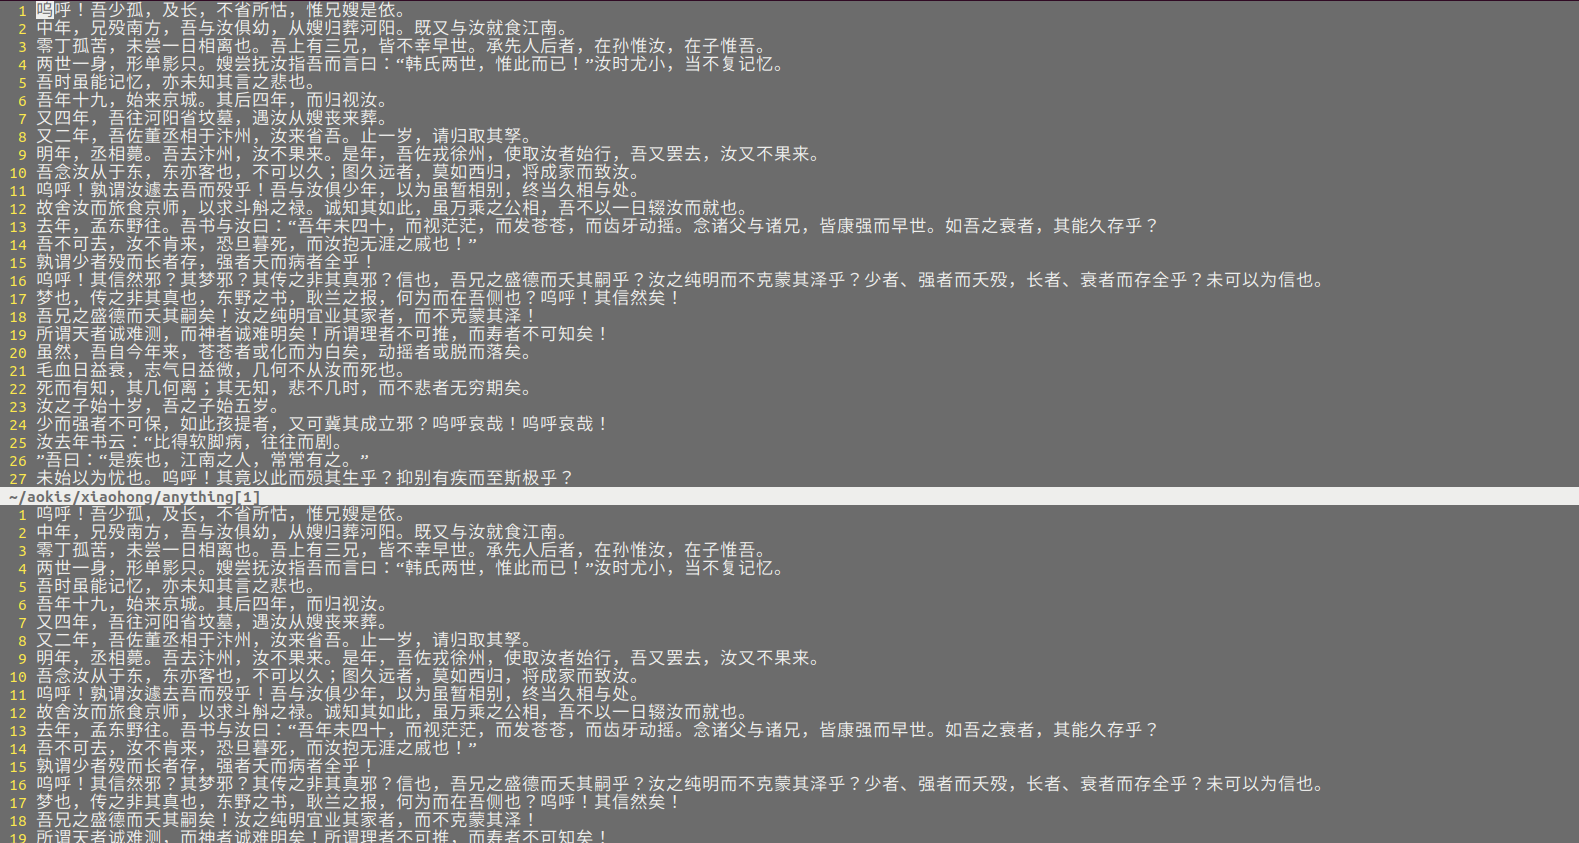 1 呜呼！吾少孤，及长，不省所怙，惟兄嫂是依。
2 中年，兄殁南方，吾与汝俱幼，从嫂归葬河阳。既又与汝就食江南。
3 零丁孤苦，未尝一日相离也。吾上有三兄，皆不幸早世。承先人后者，在孙惟汝，在子惟吾。
4 两世一身，形单影只。嫂尝抚汝指吾而言曰：“韩氏两世，惟此而已！”汝时尤小，当不复记忆。
5 吾时虽能记忆，亦未知其言之悲也。
6 吾年十九，始来京城。其后四年，而归视汝。
7 又四年，吾往河阳省坟墓，遇汝从嫂丧来葬。
8 又二年，吾佐董丞相于汴州，汝来省吾。止一岁，请归取其孥。
9 明年，丞相薨。吾去汴州，汝不果来。是年，吾佐戎徐州，使取汝者始行，吾又罢去，汝又不果来。
10 吾念汝从于东，东亦客也，不可以久；图久远者，莫如西归，将成家而致汝。
11 呜呼！孰谓汝遽去吾而殁乎！吾与汝俱少年，以为虽暂相别，终当久相与处。
12 故舍汝而旅食京师，以求斗斛之禄。诚知其如此，虽万乘之公相，吾不以一日辍汝而就也。
13 去年，孟东野往。吾书与汝曰：“吾年未四十，而视茫茫，而发苍苍，而齿牙动摇。念诸父与诸兄，皆康强而早世。如吾之衰者，其能久存乎？
14 吾不可去，汝不肯来，恐旦暮死，而汝抱无涯之戚也！”
15 孰谓少者殁而长者存，强者夭而病者全乎！
16 呜呼！其信然邪？其梦邪？其传之非其真邪？信也，吾兄之盛德而夭其嗣乎？汝之纯明而不克蒙其泽乎？少者、强者而夭殁，长者、衰者而存全乎？未可以为信也。
17 梦也，传之非其真也，东野之书，耿兰之报，何为而在吾侧也？呜呼！其信然矣！
18 吾兄之盛德而夭其嗣矣！汝之纯明宜业其家者，而不克蒙其泽！
19 所谓天者诚难测，而神者诚难明矣！所谓理者不可推，而寿者不可知矣！
20 虽然，吾自今年来，苍苍者或化而为白矣，动摇者或脱而落矣。
21 毛血日益衰，志气日益微，几何不从汝而死也。
22 死而有知，其几何离；其无知，悲不几时，而不悲者无穷期矣。
23 汝之子始十岁，吾之子始五岁。
24 少而强者不可保，如此孩提者，又可冀其成立邪？呜呼哀哉！呜呼哀哉！
25 汝去年书云：“比得软脚病，往往而剧。
26 ”吾曰：“是疾也，江南之人，常常有之。”
27 未始以为忧也。呜呼！其竟以此而殒其生乎？抑别有疾而至斯极乎？
~/aokis/xiaohong/anything[1]
1 呜呼！吾少孤，及长，不省所怙，惟兄嫂是依。
2 中年，兄殁南方，吾与汝俱幼，从嫂归葬河阳。既又与汝就食江南。
3 零丁孤苦，未尝一日相离也。吾上有三兄，皆不幸早世。承先人后者，在孙惟汝，在子惟吾。
4 两世一身，形单影只。嫂尝抚汝指吾而言曰：“韩氏两世，惟此而已！”汝时尤小，当不复记忆。
5 吾时虽能记忆，亦未知其言之悲也。
6 吾年十九，始来京城。其后四年，而归视汝。
7 又四年，吾往河阳省坟墓，遇汝从嫂丧来葬。
8 又二年，吾佐董丞相于汴州，汝来省吾。止一岁，请归取其孥。
9 明年，丞相薨。吾去汴州，汝不果来。是年，吾佐戎徐州，使取汝者始行，吾又罢去，汝又不果来。
10 吾念汝从于东，东亦客也，不可以久；图久远者，莫如西归，将成家而致汝。
11 呜呼！孰谓汝遽去吾而殁乎！吾与汝俱少年，以为虽暂相别，终当久相与处。
12 故舍汝而旅食京师，以求斗斛之禄。诚知其如此，虽万乘之公相，吾不以一日辍汝而就也。
13 去年，孟东野往。吾书与汝曰：“吾年未四十，而视茫茫，而发苍苍，而齿牙动摇。念诸父与诸兄，皆康强而早世。如吾之衰者，其能久存乎？
14 吾不可去，汝不肯来，恐旦暮死，而汝抱无涯之戚也！”
15 孰谓少者殁而长者存，强者夭而病者全乎！
16 呜呼！其信然邪？其梦邪？其传之非其真邪？信也，吾兄之盛德而夭其嗣乎？汝之纯明而不克蒙其泽乎？少者、强者而夭殁，长者、衰者而存全乎？未可以为信也。
17 梦也，传之非其真也，东野之书，耿兰之报，何为而在吾侧也？呜呼！其信然矣！
18 吾兄之盛德而夭其嗣矣！汝之纯明宜业其家者，而不克蒙其泽！
19 所谓天者诚难测，而神者诚难明矣！所谓理者不可推，而寿者不可知矣！